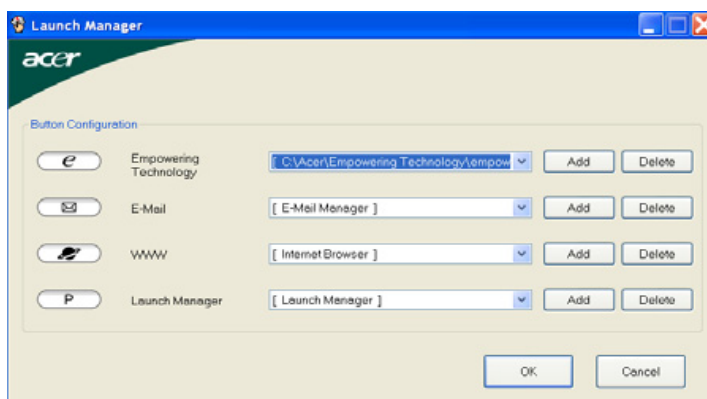 Launch Manager
acer
Button Configuration
e Empowering Technology [ C:\Acer\Empowering Technology\empow Add Delete
E-Mail [ E-Mail Manager ] Add Delete
WWW [ Internet Browser ] Add Delete
P Launch Manager [ Launch Manager ] Add Delete
OK Cancel